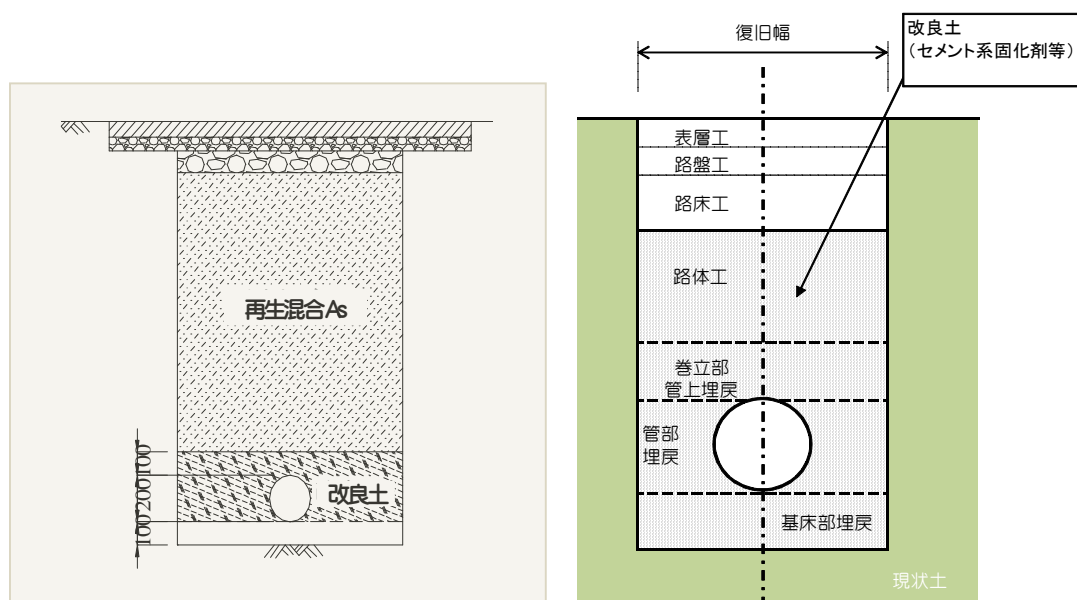 再生混合As
改良土
100
200
100
復旧幅
改良土
(セメント系固化剤等)
表層工
路盤工
路床工
路体工
巻立部
管上埋戻
管部
埋戻
基床部埋戻
現状土